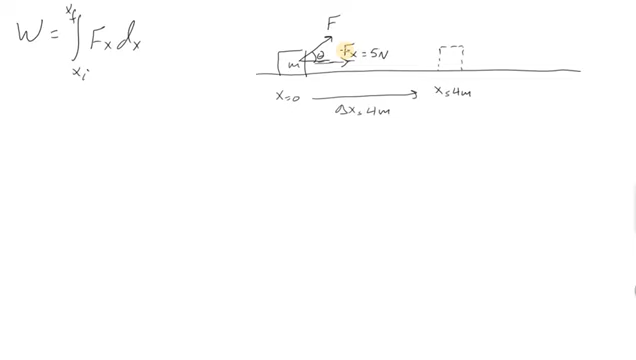 W = ∫ Fx dx
xf
xi
F
m θ Fx = 5N
x=0 Δx=4m x=4m